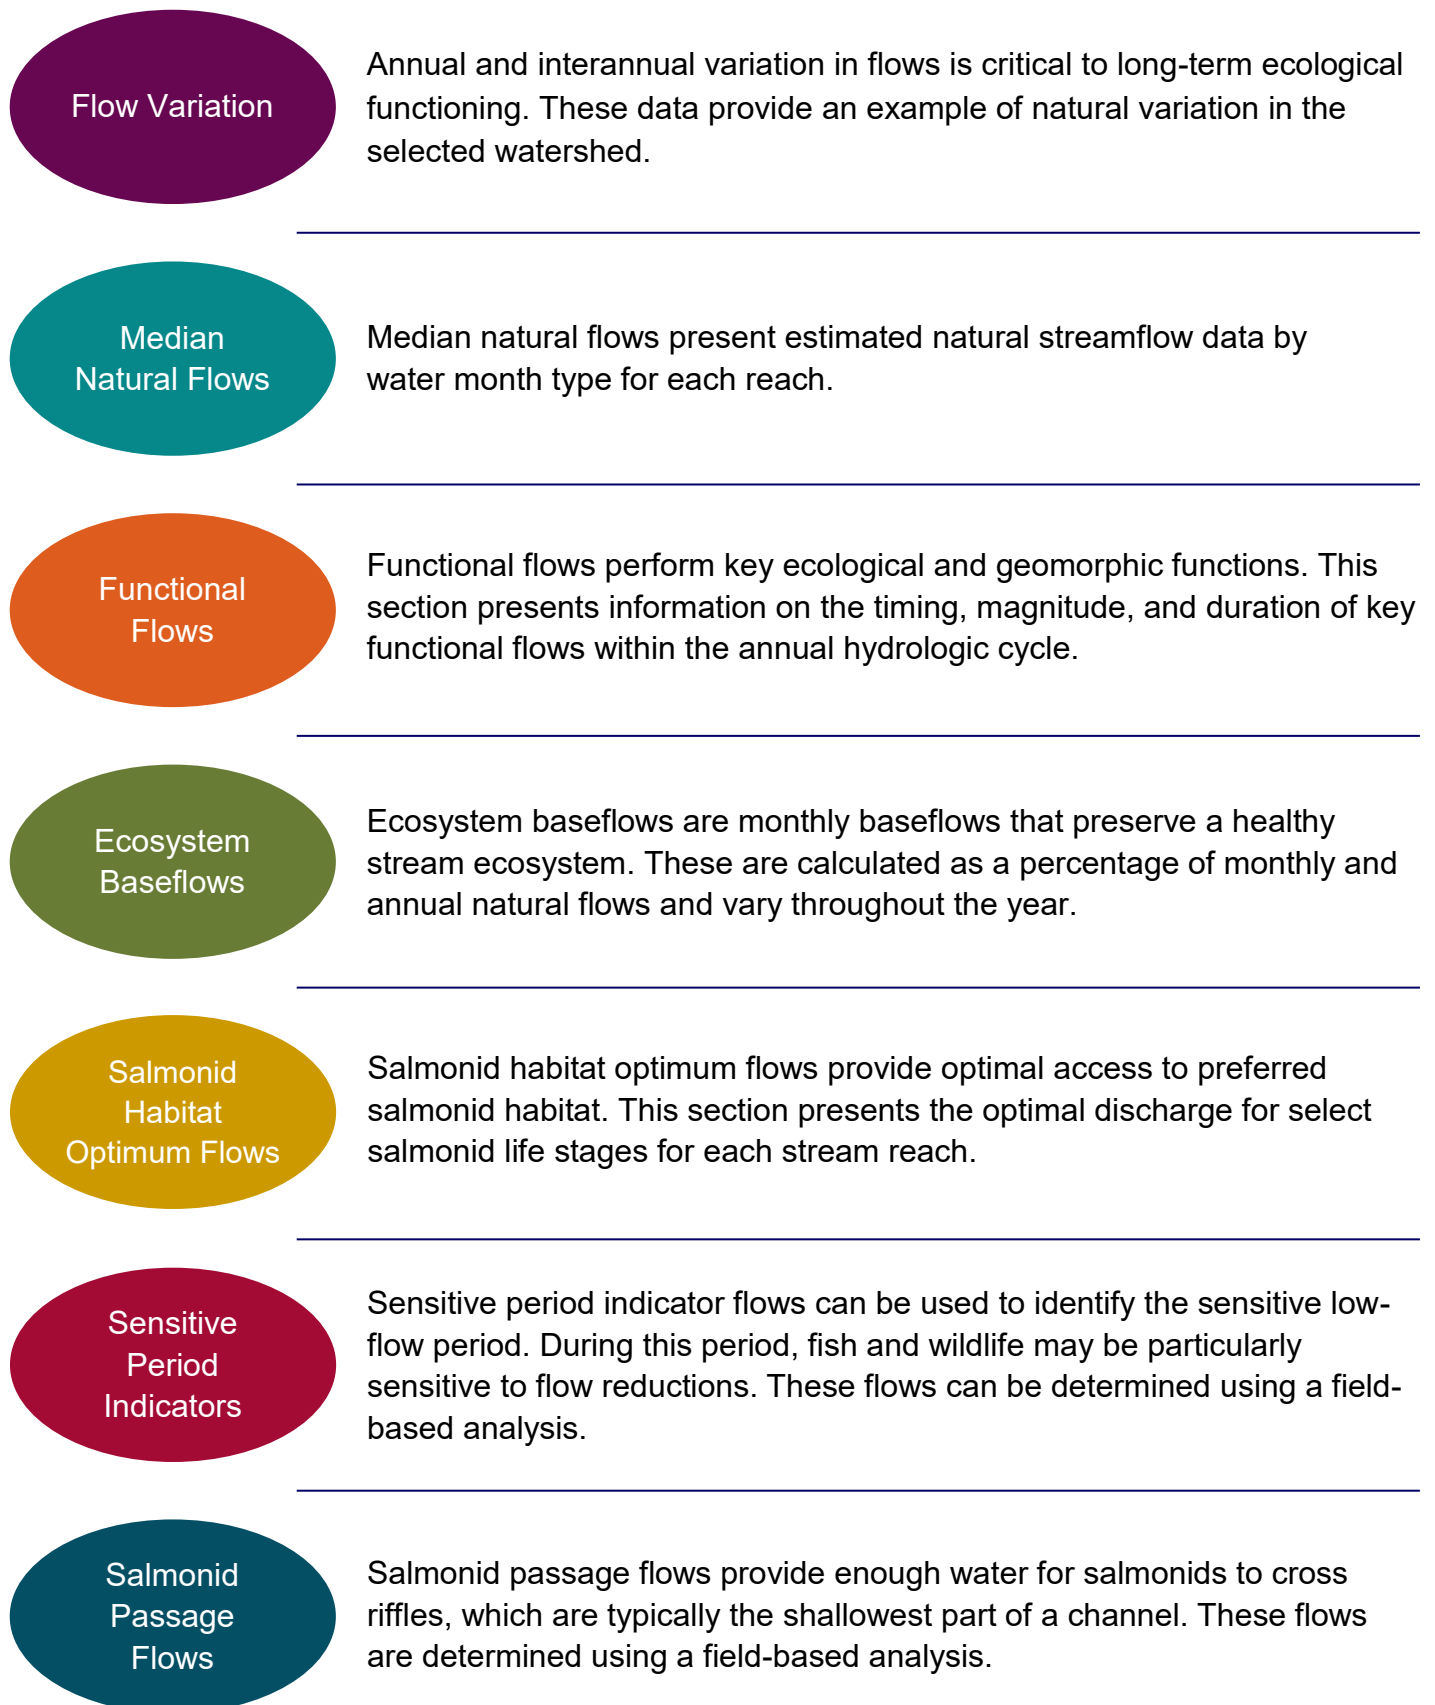 Flow Variation
Annual and interannual variation in flows is critical to long-term ecological
functioning. These data provide an example of natural variation in the
selected watershed.
Median
Natural Flows
Median natural flows present estimated natural streamflow data by
water month type for each reach.
Functional
Flows
Functional flows perform key ecological and geomorphic functions. This
section presents information on the timing, magnitude, and duration of key
functional flows within the annual hydrologic cycle.
Ecosystem
Baseflows
Ecosystem baseflows are monthly baseflows that preserve a healthy
stream ecosystem. These are calculated as a percentage of monthly and
annual natural flows and vary throughout the year.
Salmonid
Habitat
Optimum Flows
Salmonid habitat optimum flows provide optimal access to preferred
salmonid habitat. This section presents the optimal discharge for select
salmonid life stages for each stream reach.
Sensitive
Period
Indicators
Sensitive period indicator flows can be used to identify the sensitive low-
flow period. During this period, fish and wildlife may be particularly
sensitive to flow reductions. These flows can be determined using a field-
based analysis.
Salmonid
Passage
Flows
Salmonid passage flows provide enough water for salmonids to cross
riffles, which are typically the shallowest part of a channel. These flows
are determined using a field-based analysis.